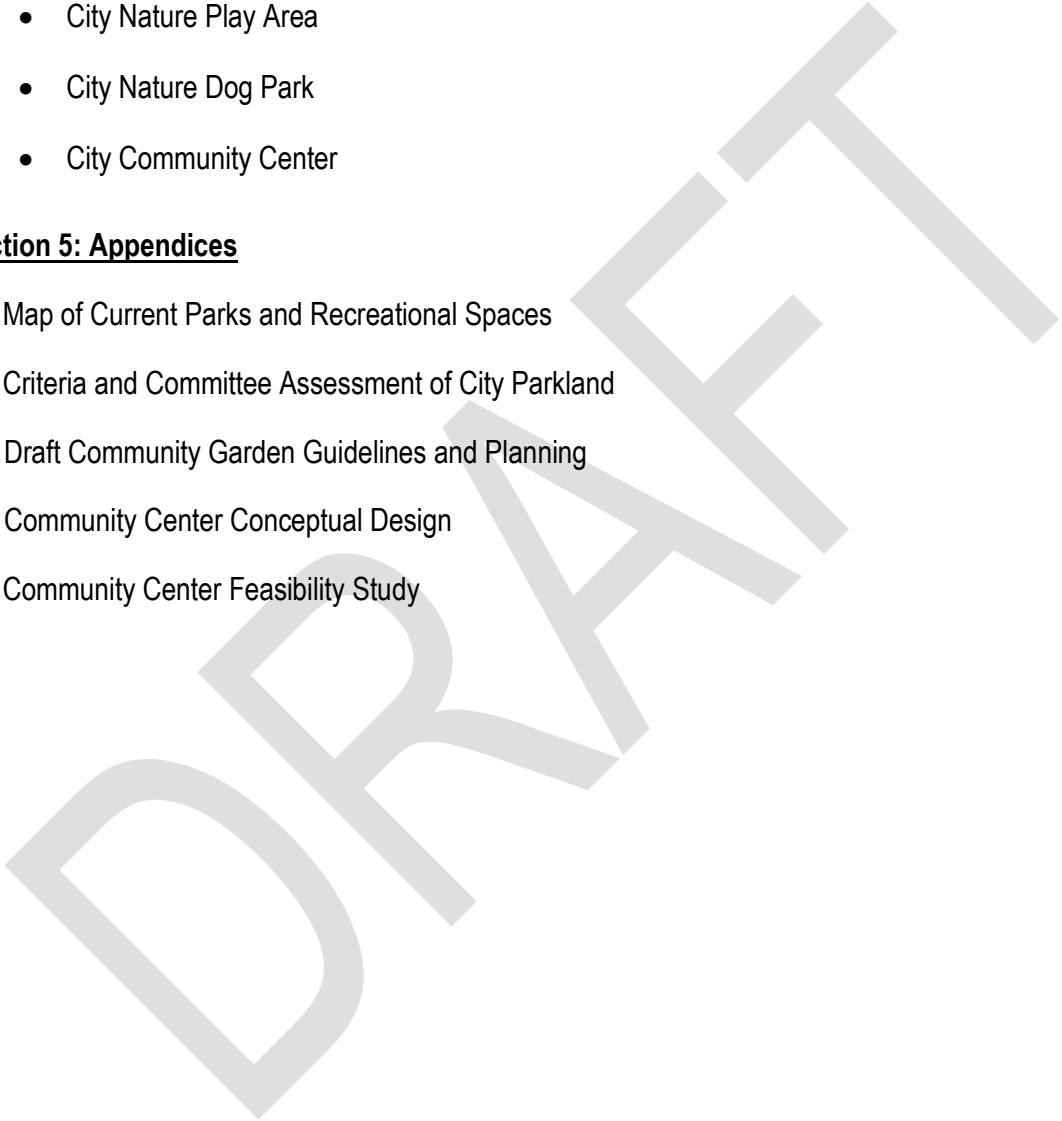 • City Nature Play Area
• City Nature Dog Park
• City Community Center
ction 5: Appendices
Map of Current Parks and Recreational Spaces
Criteria and Committee Assessment of City Parkland
Draft Community Garden Guidelines and Planning
Community Center Conceptual Design
Community Center Feasibility Study
DRAFT